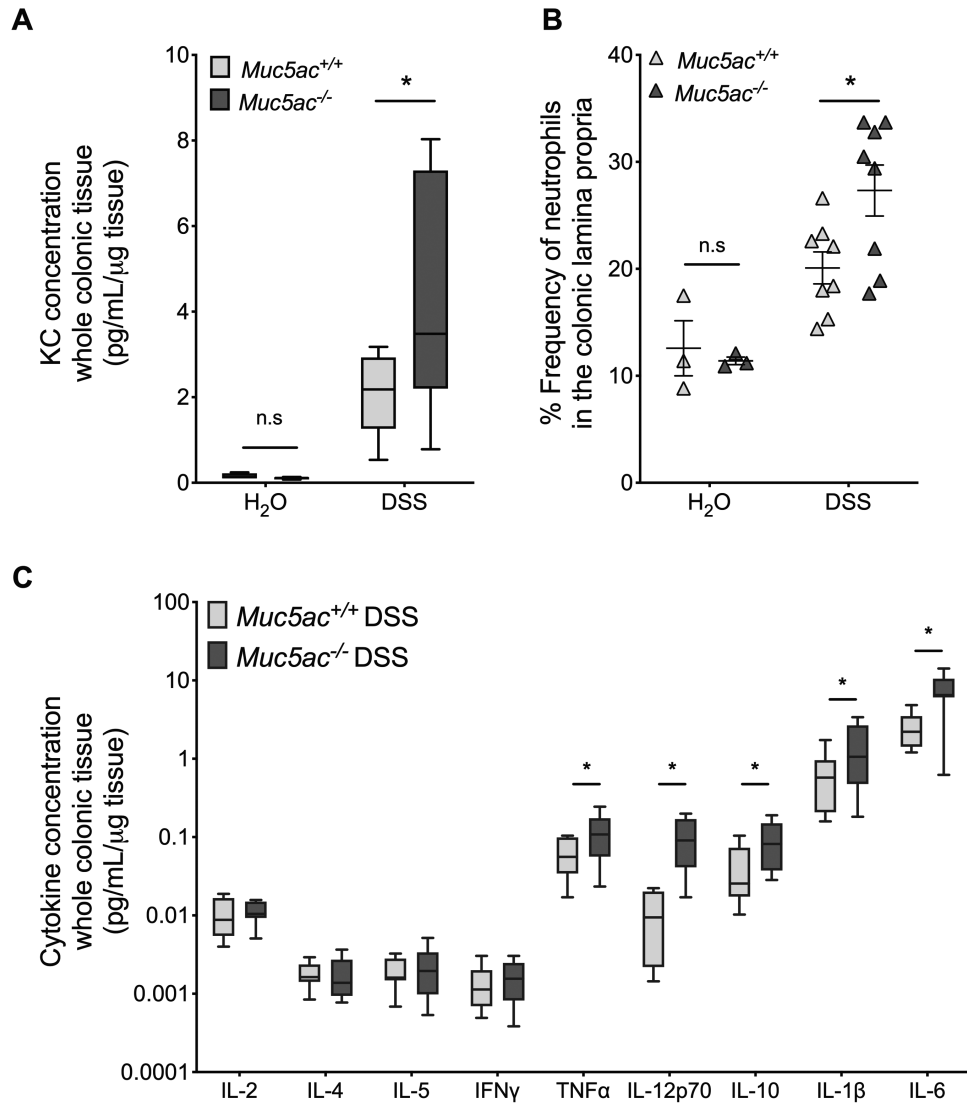 A
KC concentration
whole colonic tissue
(pg/mL/µg tissue)
10
8
6
4
2
0
Muc5ac+/+
Muc5ac-/-
*
n.s
H2O
DSS
B
% Frequency of neutrophils
in the colonic lamina propria
40
30
20
10
0
Muc5ac+/+
Muc5ac-/-
*
n.s
H2O
DSS
C
Cytokine concentration
whole colonic tissue
(pg/mL/µg tissue)
100
10
1
0.1
0.01
0.001
0.0001
Muc5ac+/+ DSS
Muc5ac-/- DSS
* * * * *
IL-2 IL-4 IL-5 IFNγ TNFα IL-12p70 IL-10 IL-1β IL-6